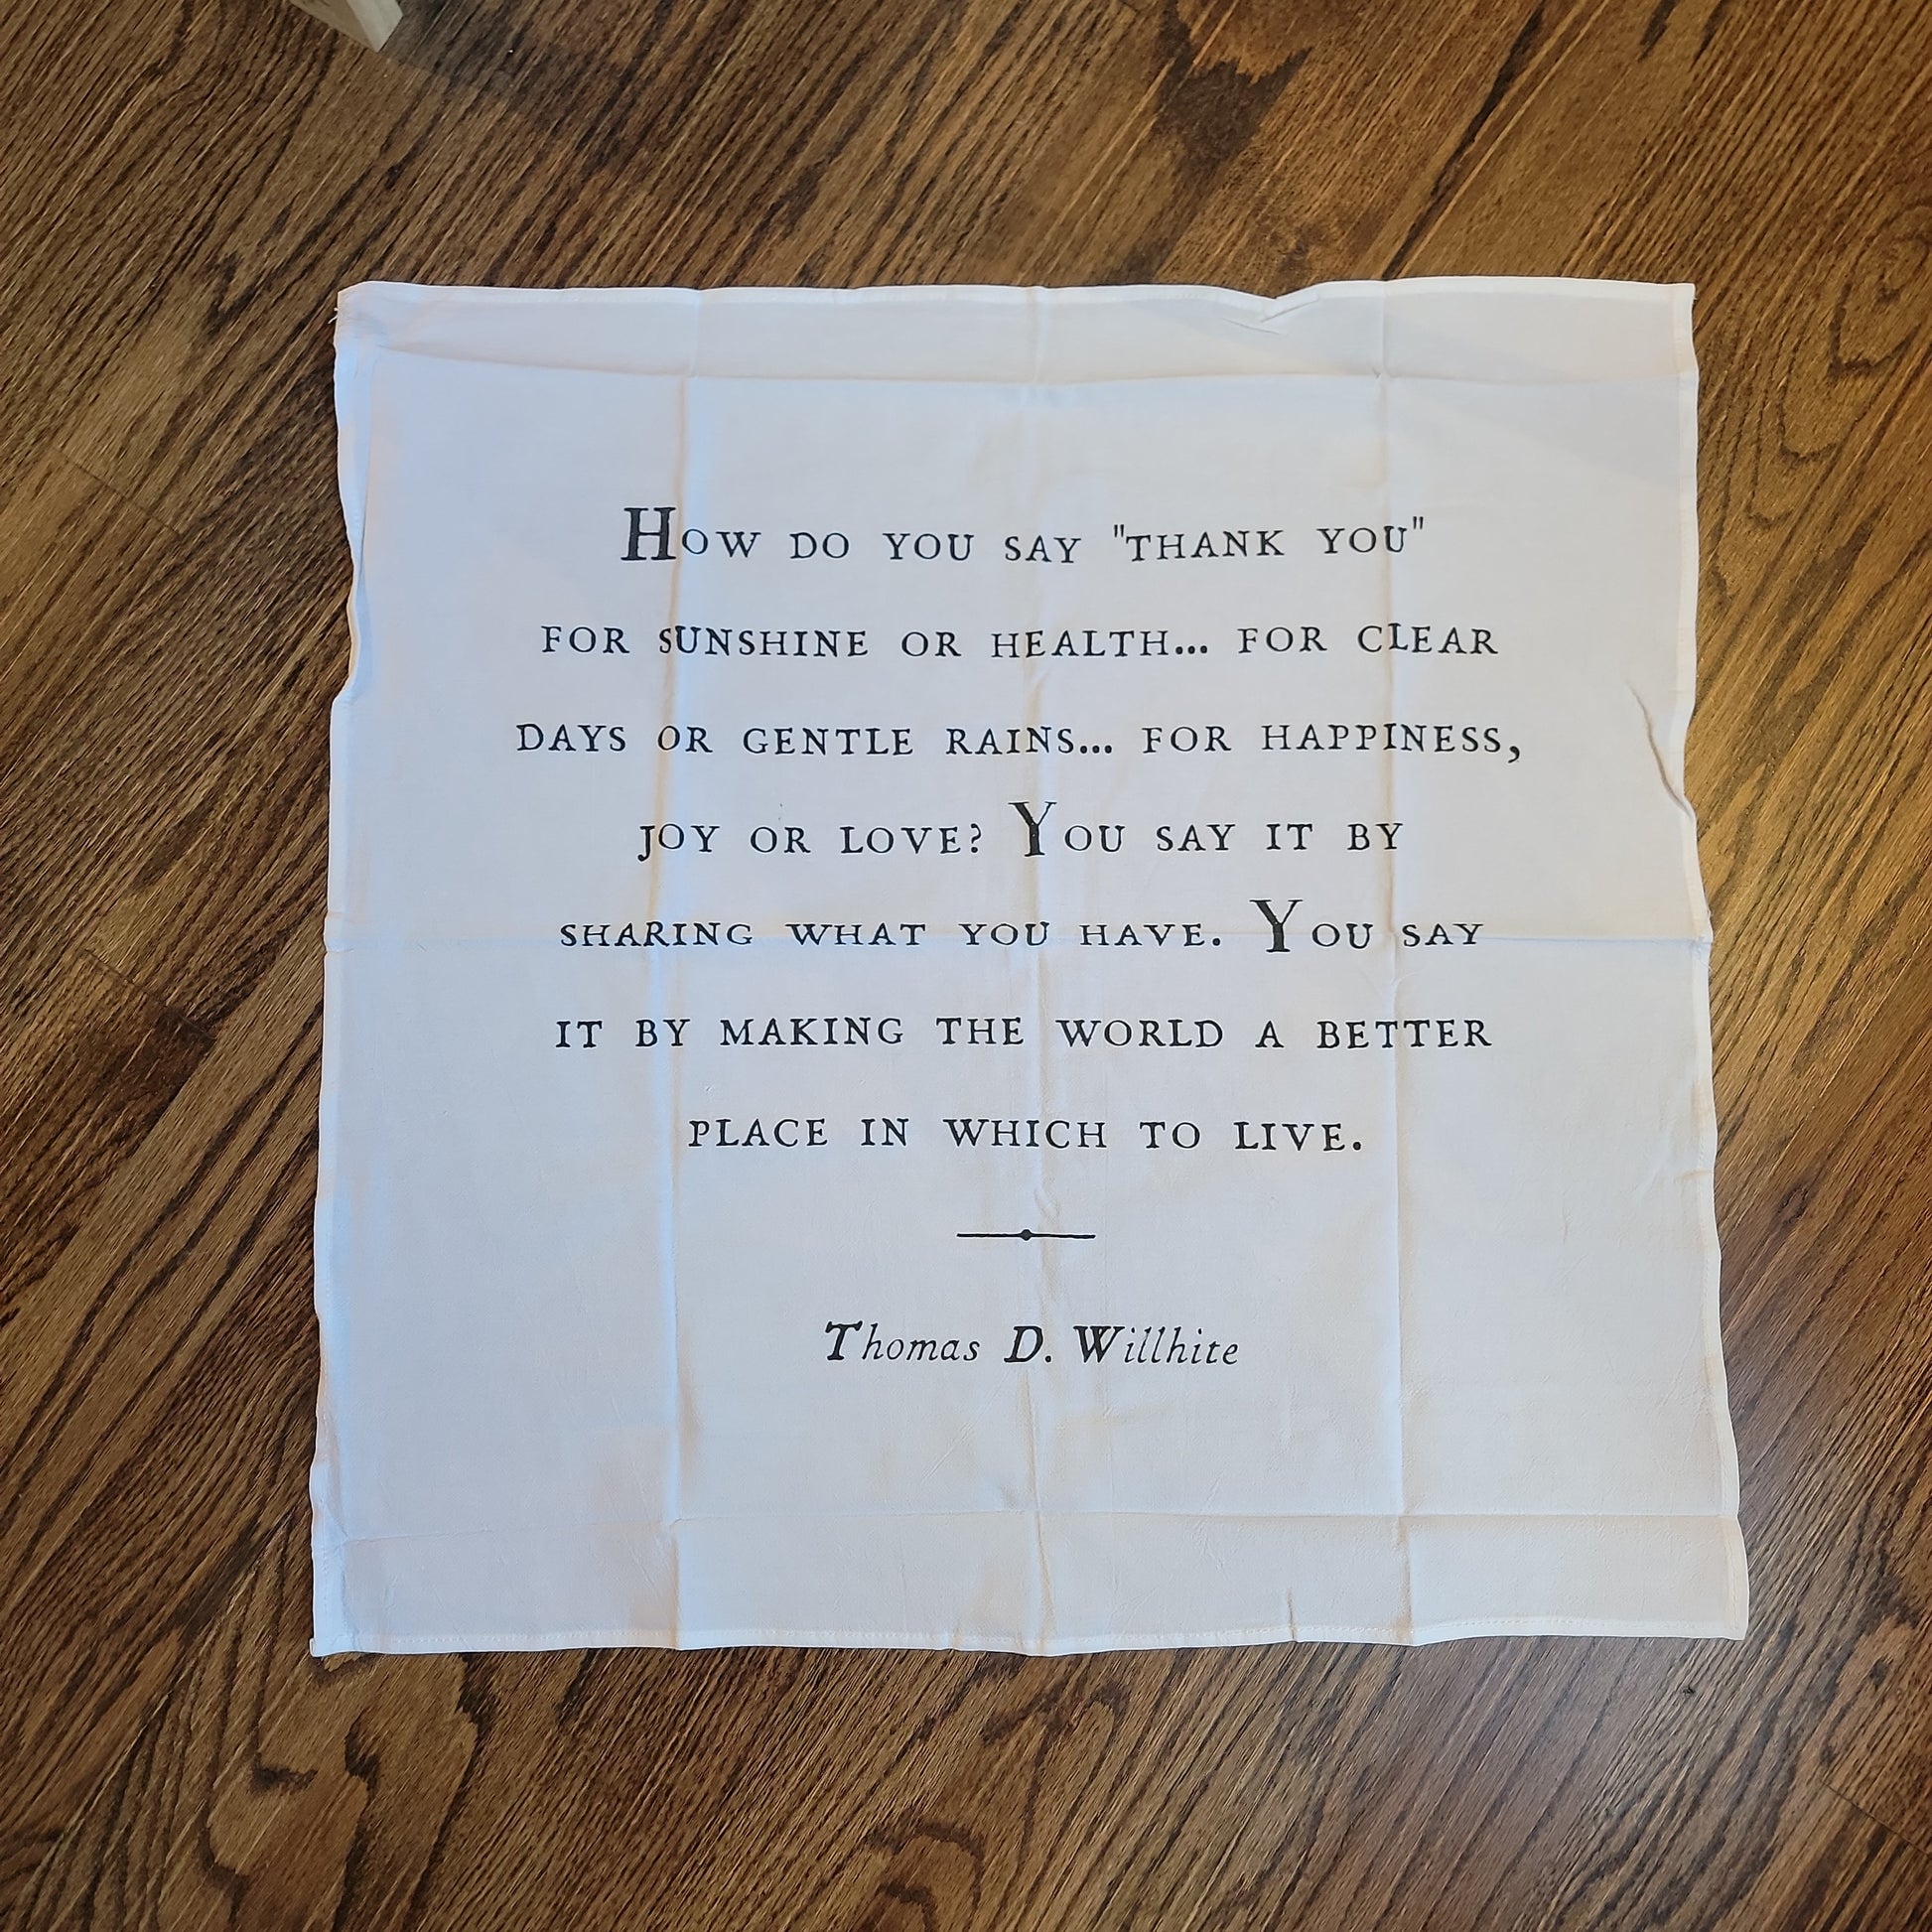 How do you say "thank you"
for sunshine or health... for clear
days or gentle rains... for happiness,
joy or love? You say it by
sharing what you have. You say
it by making the world a better
place in which to live.
Thomas D. Willhite